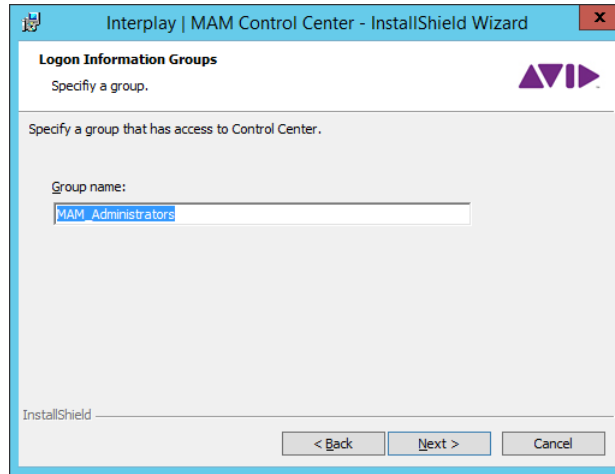 Interplay | MAM Control Center - InstallShield Wizard
x
Logon Information Groups
Specifiy a group.
AVID
Specify a group that has access to Control Center.
Group name:
MAM_Administrators
InstallShield
< Back
Next >
Cancel